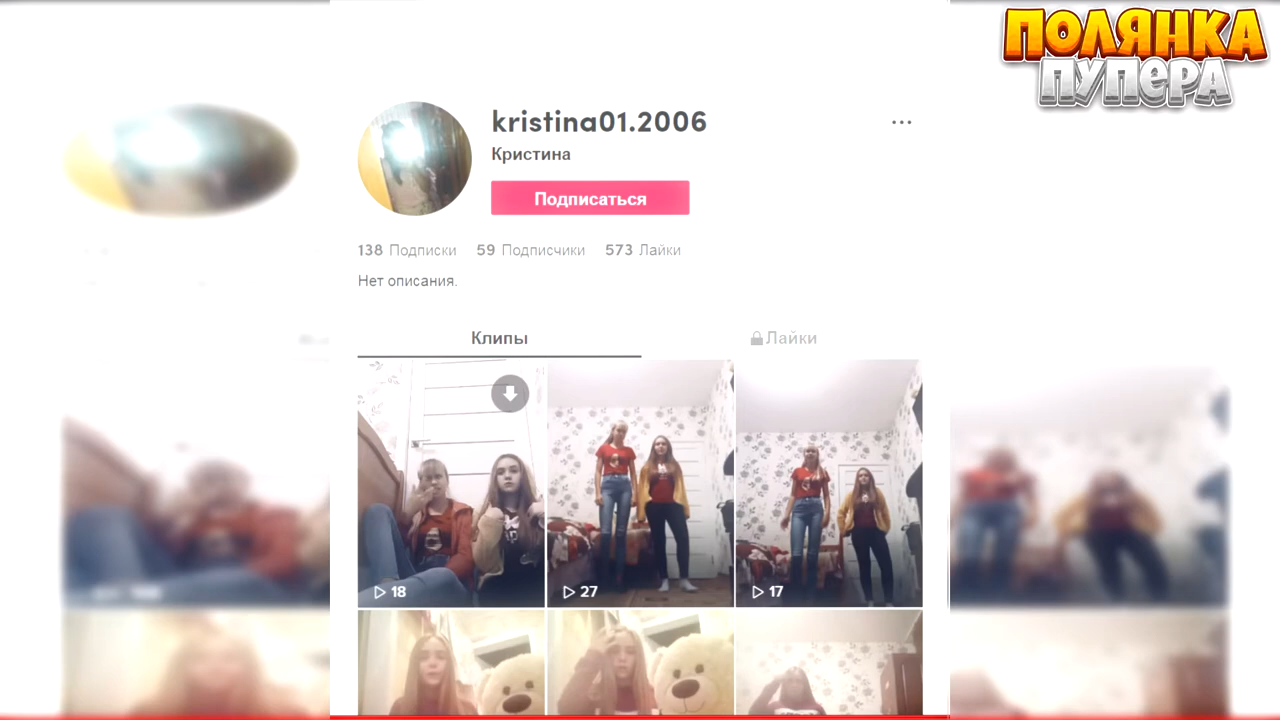 ПОЛЯНКА
ПУПЕРА
kristina01.2006
Кристина
Подписаться
138 Подписки 59 Подписчики 573 Лайки
Нет описания.
Клипы Лайки
18 27 17